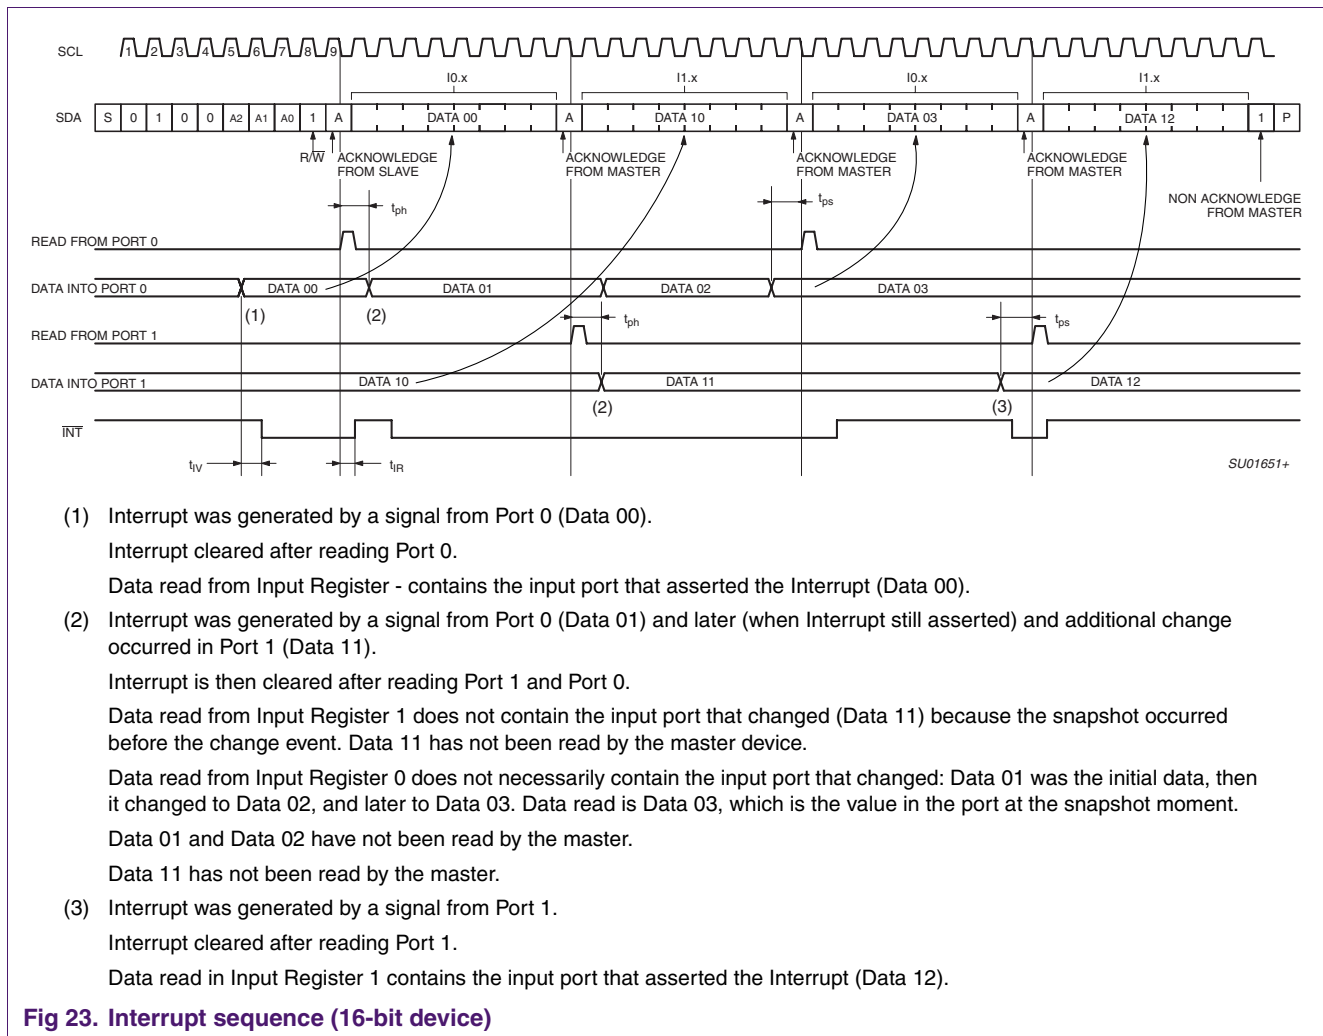 SCL 1 2 3 4 5 6 7 8 9
I0.x I1.x I0.x I1.x
SDA S 0 1 0 0 A2 A1 A0 1 A DATA 00 A DATA 10 A DATA 03 A DATA 12 1 P
R/W ACKNOWLEDGE ACKNOWLEDGE ACKNOWLEDGE ACKNOWLEDGE
FROM SLAVE FROM MASTER FROM MASTER FROM MASTER
NON ACKNOWLEDGE
FROM MASTER
tph tps
READ FROM PORT 0
DATA INTO PORT 0 DATA 00 DATA 01 DATA 02 DATA 03
(1) (2)
tph tps
READ FROM PORT 1
DATA INTO PORT 1 DATA 10 DATA 11 DATA 12
(2) (3)
INT
tIV tIR
SU01651+
(1) Interrupt was generated by a signal from Port 0 (Data 00).
Interrupt cleared after reading Port 0.
Data read from Input Register - contains the input port that asserted the Interrupt (Data 00).
(2) Interrupt was generated by a signal from Port 0 (Data 01) and later (when Interrupt still asserted) and additional change
occurred in Port 1 (Data 11).
Interrupt is then cleared after reading Port 1 and Port 0.
Data read from Input Register 1 does not contain the input port that changed (Data 11) because the snapshot occurred
before the change event. Data 11 has not been read by the master device.
Data read from Input Register 0 does not necessarily contain the input port that changed: Data 01 was the initial data, then
it changed to Data 02, and later to Data 03. Data read is Data 03, which is the value in the port at the snapshot moment.
Data 01 and Data 02 have not been read by the master.
Data 11 has not been read by the master.
(3) Interrupt was generated by a signal from Port 1.
Interrupt cleared after reading Port 1.
Data read in Input Register 1 contains the input port that asserted the Interrupt (Data 12).
Fig 23. Interrupt sequence (16-bit device)